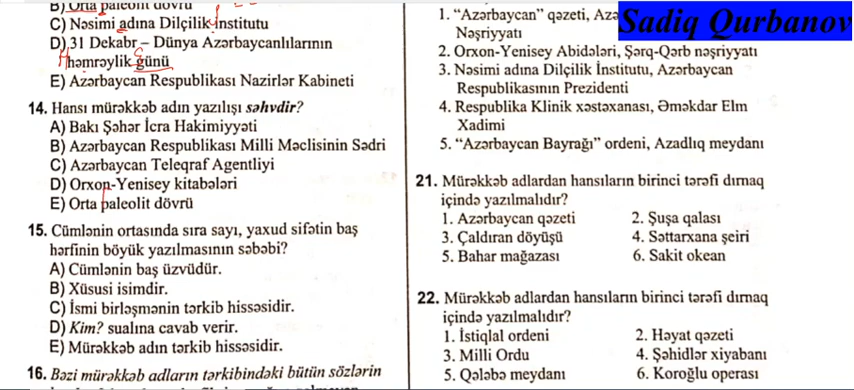 B) Orta paleolit dövrü
C) Nəsimi adına Dilçilik İnstitutu
D) 31 Dekabr – Dünya Azərbaycanlılarının
həmrəylik günü
E) Azərbaycan Respublikası Nazirlər Kabineti
14. Hansı mürəkkəb adın yazılışı səhvdir?
A) Bakı Şəhər İcra Hakimiyyəti
B) Azərbaycan Respublikası Milli Məclisinin Sədri
C) Azərbaycan Teleqraf Agentliyi
D) Orxon-Yenisey kitabələri
E) Orta paleolit dövrü
15. Cümlənin ortasında sıra sayı, yaxud sifətin baş
hərfinin böyük yazılmasının səbəbi?
A) Cümlənin baş üzvüdür.
B) Xüsusi isimdir.
C) İsmi birləşmənin tərkib hissəsidir.
D) Kim? sualına cavab verir.
E) Mürəkkəb adın tərkib hissəsidir.
16. Bəzi mürəkkəb adların tərkibindəki bütün sözlərin
1. “Azərbaycan” qəzeti,
Sadiq Qurbanov
Nəşriyyatı
2. Orxon-Yenisey Abidələri, Şərq-Qərb nəşriyyatı
3. Nəsimi adına Dilçilik İnstitutu, Azərbaycan
Respublikasının Prezidenti
4. Respublika Klinik xəstəxanası, Əməkdar Elm
Xadimi
5. “Azərbaycan Bayrağı” ordeni, Azadlıq meydanı
21. Mürəkkəb adlardan hansıların birinci tərəfi dırnaq
içində yazılmalıdır?
1. Azərbaycan qəzeti 2. Şuşa qalası
3. Çaldıran döyüşü 4. Səttarxana şeiri
5. Bahar mağazası 6. Sakit okean
22. Mürəkkəb adlardan hansıların birinci tərəfi dırnaq
içində yazılmalıdır?
1. İstiqlal ordeni 2. Həyat qəzeti
3. Milli Ordu 4. Şəhidlər xiyabanı
5. Qələbə meydanı 6. Koroğlu operası